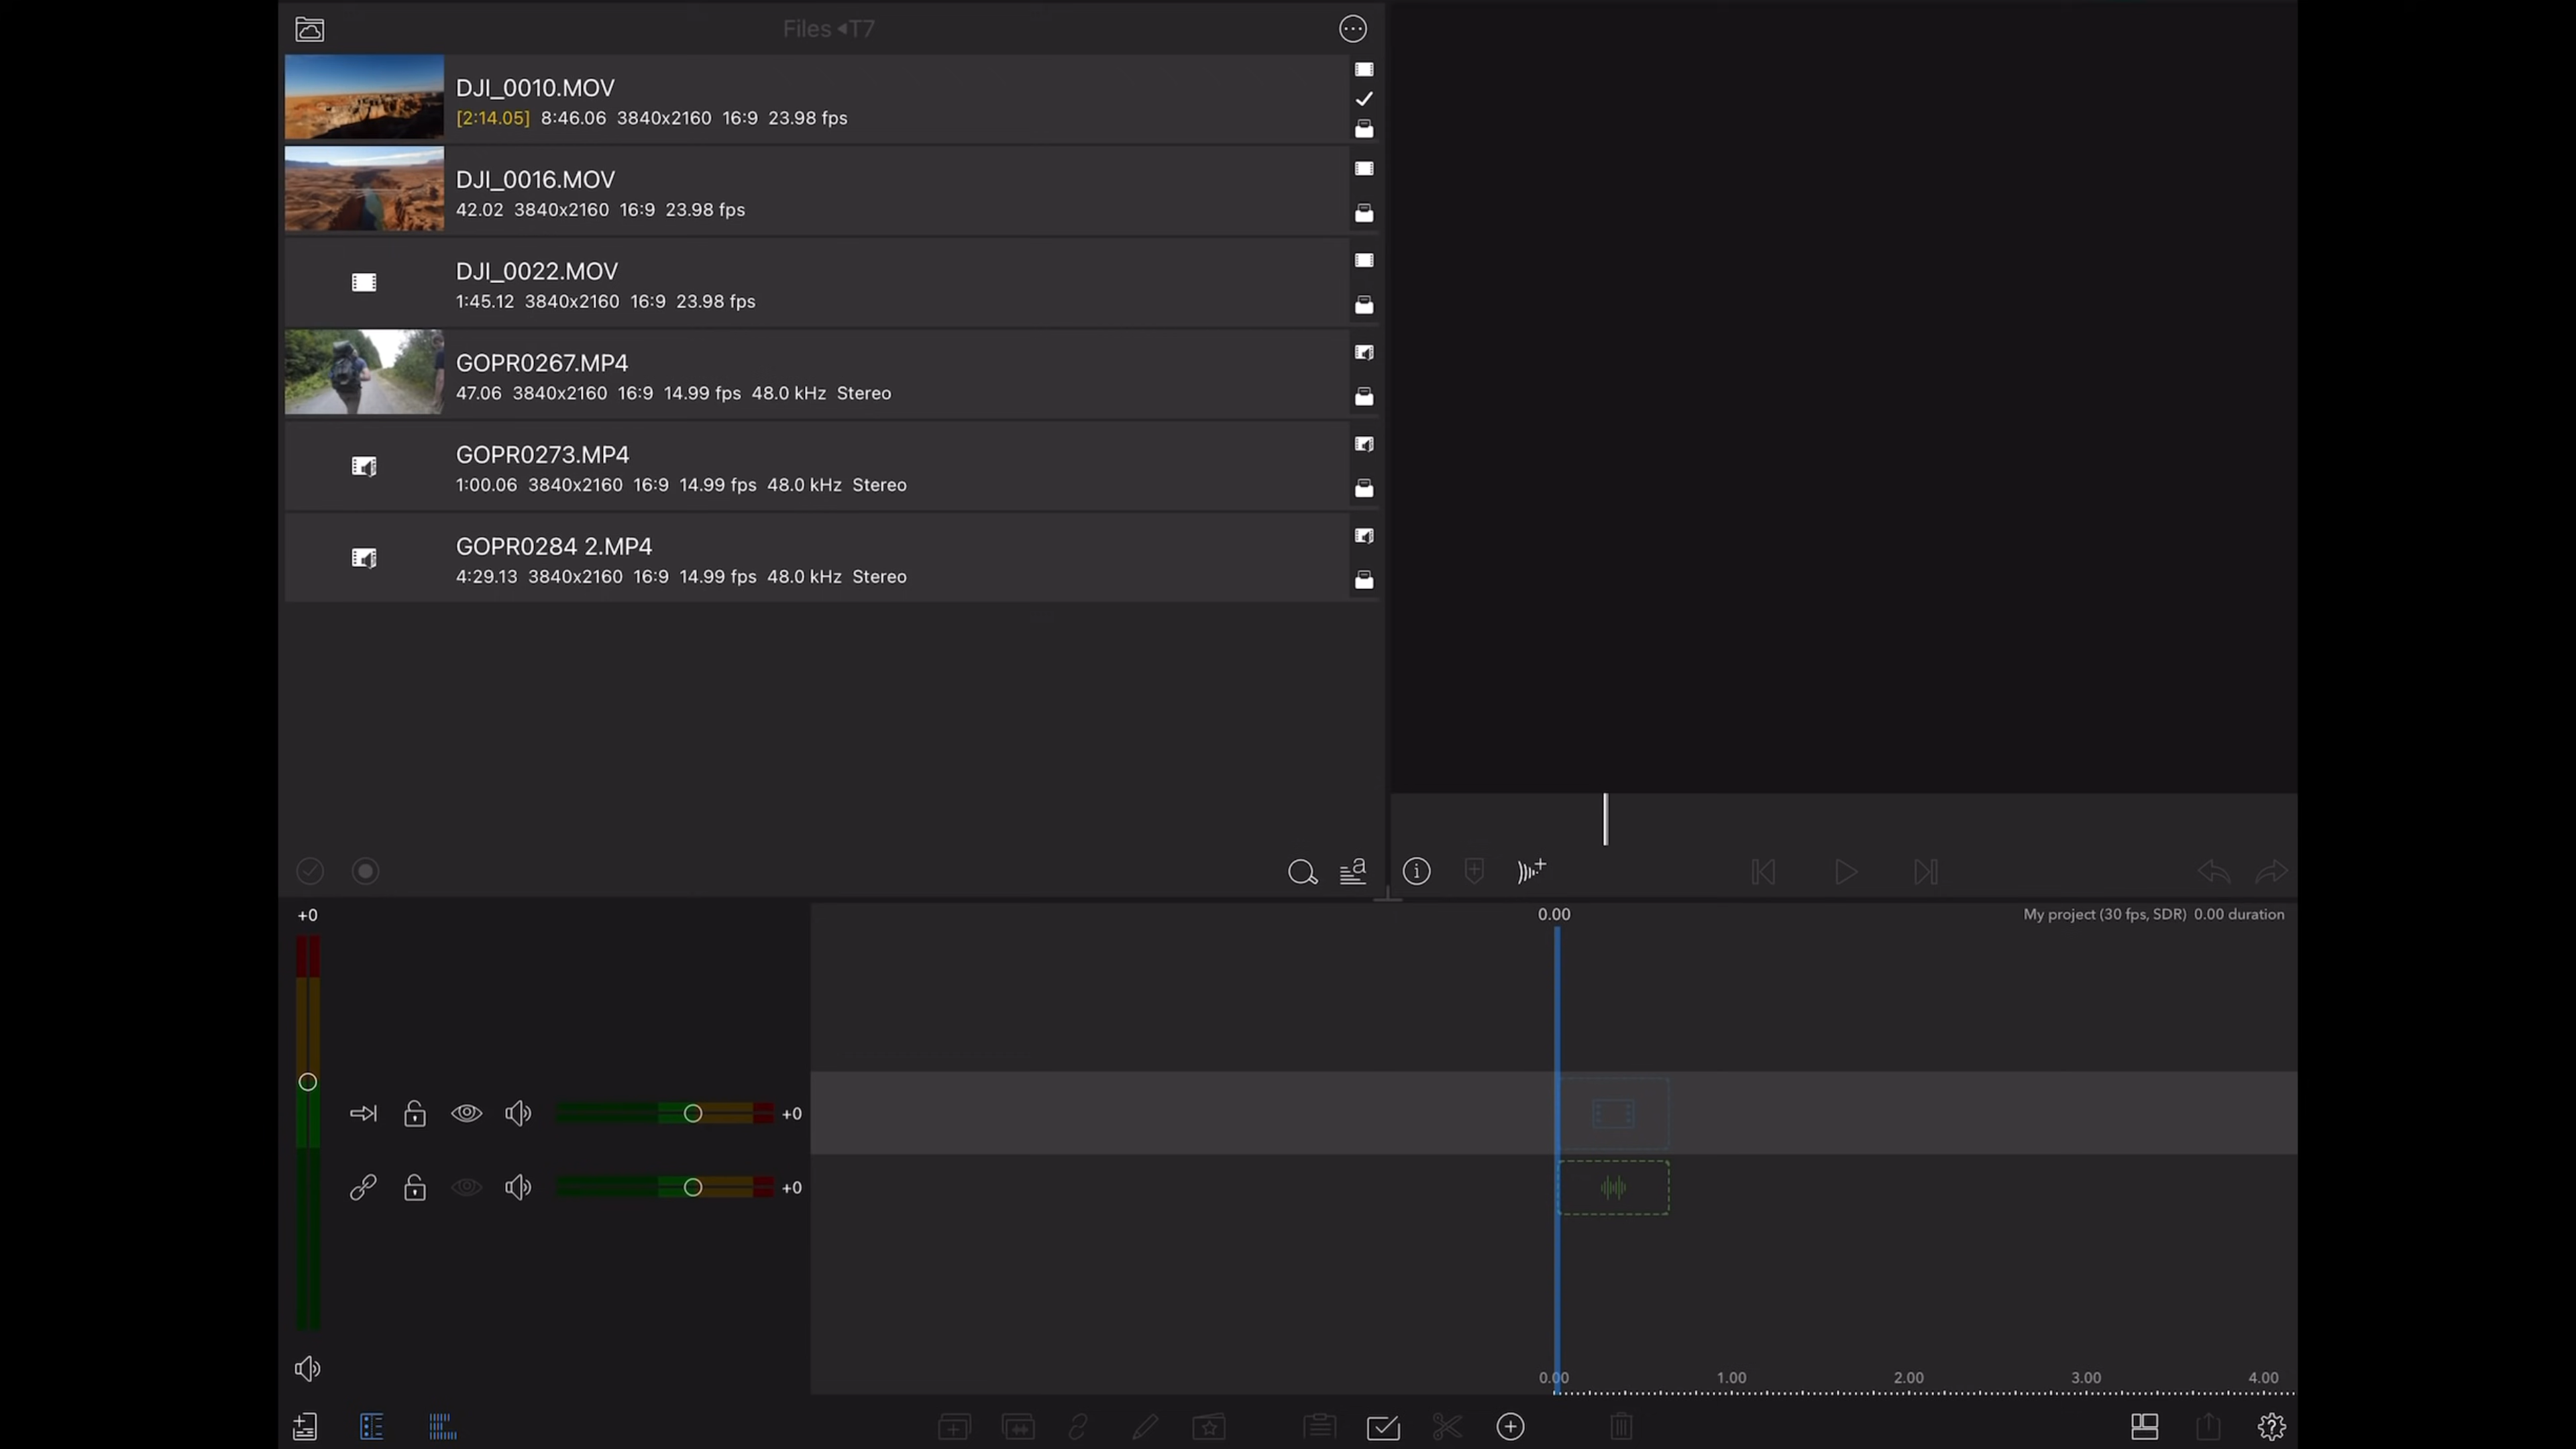 Files ◂T7
DJI_0010.MOV
[2:14.05] 8:46.06 3840x2160 16:9 23.98 fps
DJI_0016.MOV
42.02 3840x2160 16:9 23.98 fps
DJI_0022.MOV
1:45.12 3840x2160 16:9 23.98 fps
GOPR0267.MP4
47.06 3840x2160 16:9 14.99 fps 48.0 kHz Stereo
GOPR0273.MP4
1:00.06 3840x2160 16:9 14.99 fps 48.0 kHz Stereo
GOPR0284 2.MP4
4:29.13 3840x2160 16:9 14.99 fps 48.0 kHz Stereo
+0
0.00
My project (30 fps, SDR) 0.00 duration
+0
+0
0.00 1.00 2.00 3.00 4.00